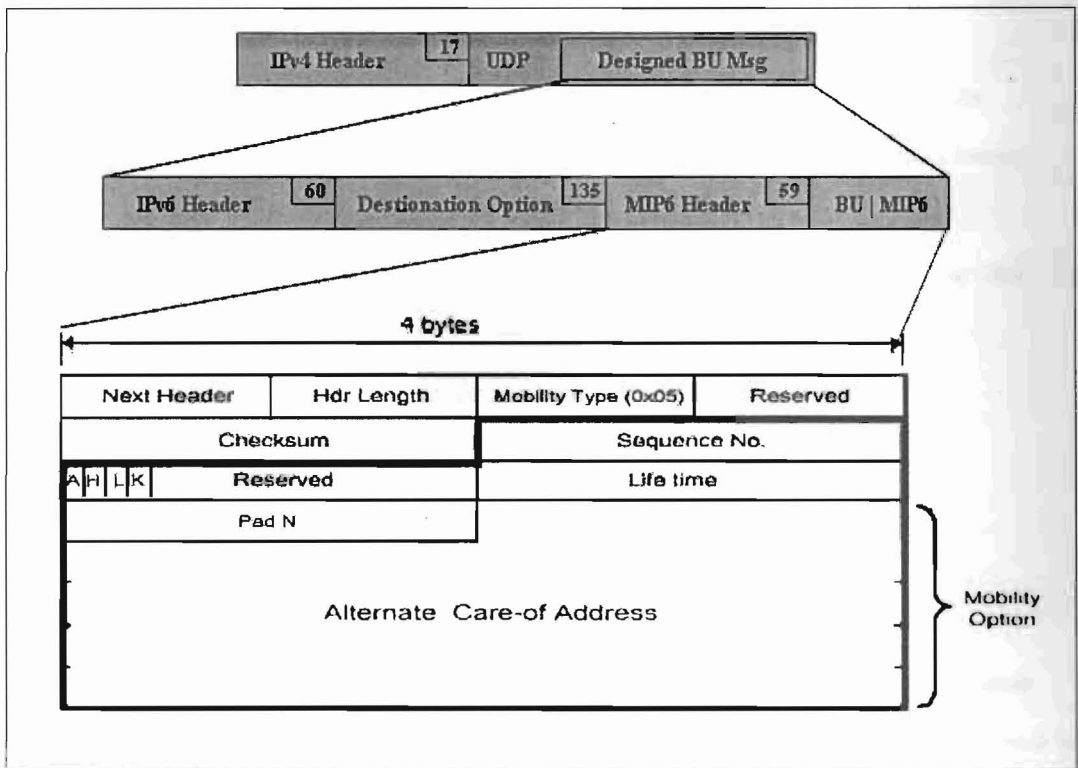 IPv4 Header 17 UDP Designed BU Msg
IPv6 Header 60 Destionation Option 135 MIP6 Header 59 BU | MIP6
4 bytes
Next Header Hdr Length Mobility Type (0x05) Reserved
Checksum Sequence No.
A H L K Reserved Life time
Pad N
Alternate Care-of Address
Mobility
Option